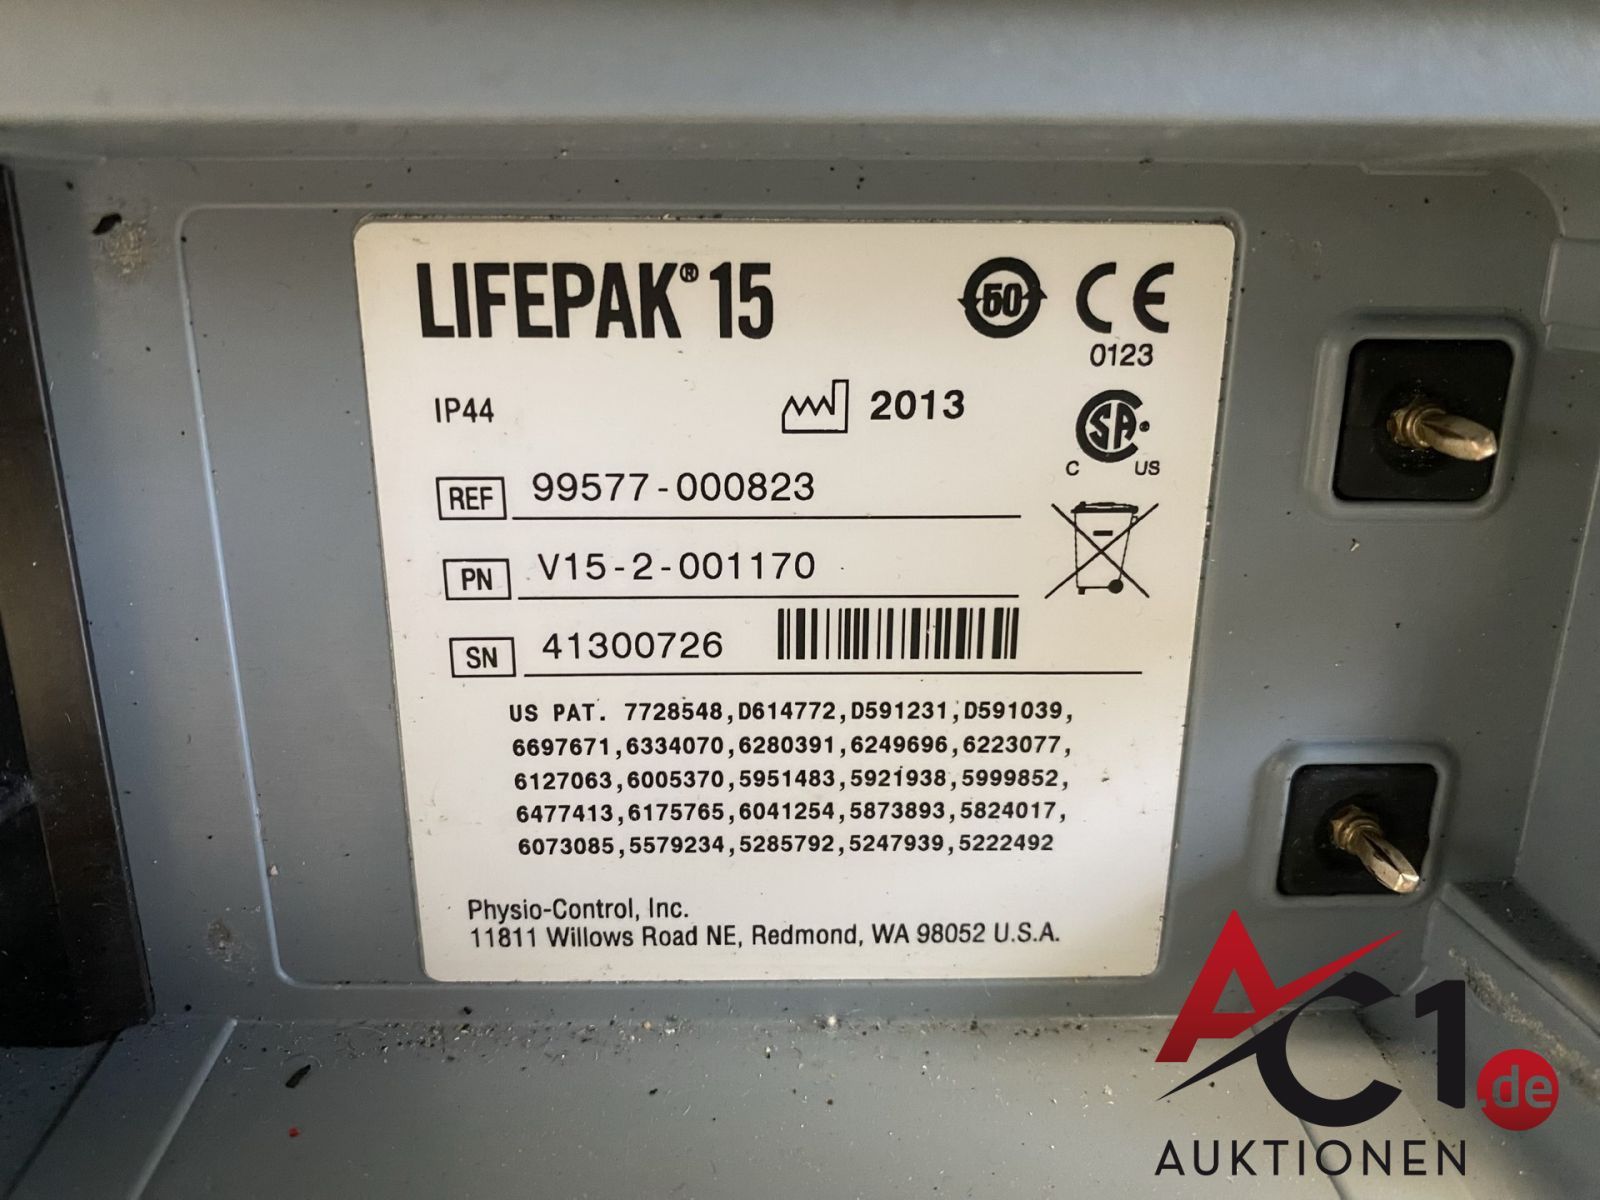 LIFEPAK® 15
50
CE
0123
IP44
2013
SA
C US
REF 99577-000823
PN V15-2-001170
SN 41300726
US PAT. 7728548,D614772,D591231,D591039,
6697671,6334070,6280391,6249696,6223077,
6127063,6005370,5951483,5921938,5999852,
6477413,6175765,6041254,5873893,5824017,
6073085,5579234,5285792,5247939,5222492
Physio-Control, Inc.
11811 Willows Road NE, Redmond, WA 98052 U.S.A.
AC1.de
AUKTIONEN